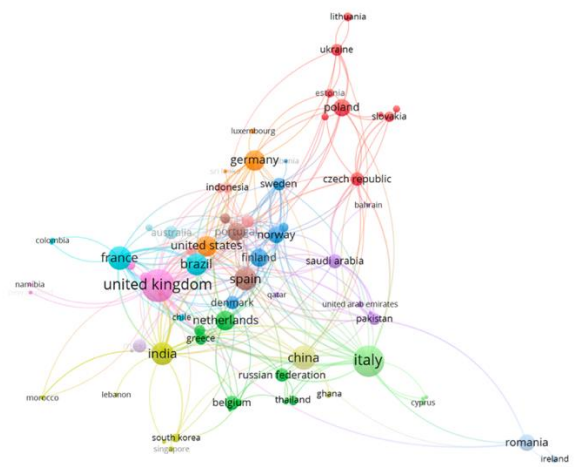 lithuania
ukraine
estonia
poland
slovakia
luxembourg
germany
czech republic
indonesia
sweden
bahrain
portugal
australia
norway
colombia
united states
france
brazil
finland
saudi arabia
namibia
united kingdom
spain
qatar
denmark
united arab emirates
chile
netherlands
pakistan
greece
india
china
italy
russian federation
morocco
lebanon
belgium
thailand
ghana
cyprus
south korea
singapore
romania
ireland